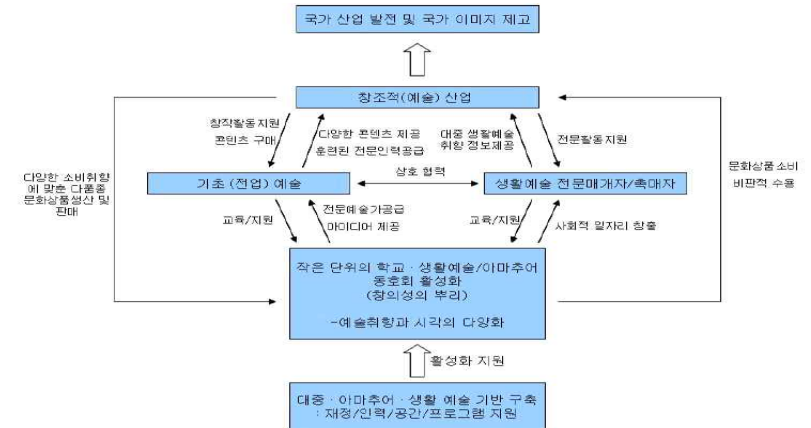 국가 산업 발전 및 국가 이미지 제고
창조적(예술) 산업
창작활동지원
콘텐츠 구매
다양한 콘텐츠 제공
훈련된 전문인력공급
대중 생활예술
취향 정보제공
전문활동지원
다양한 소비취향
에 맞춘 다품종
문화상품생산 및
판매
기초 (전업) 예술
상호 협력
생활예술 전문매개자/촉매자
문화상품소비
비판적 수용
교육/지원
전문예술가공급
아이디어 제공
교육/지원
사회적 일자리 창출
작은 단위의 학교·생활예술/아마추어
동호회 활성화
(창의성의 뿌리)
-예술취향과 시각의 다양화
활성화 지원
대중·아마추어·생활 예술 기반 구축
: 재정/인력/공간/프로그램 지원